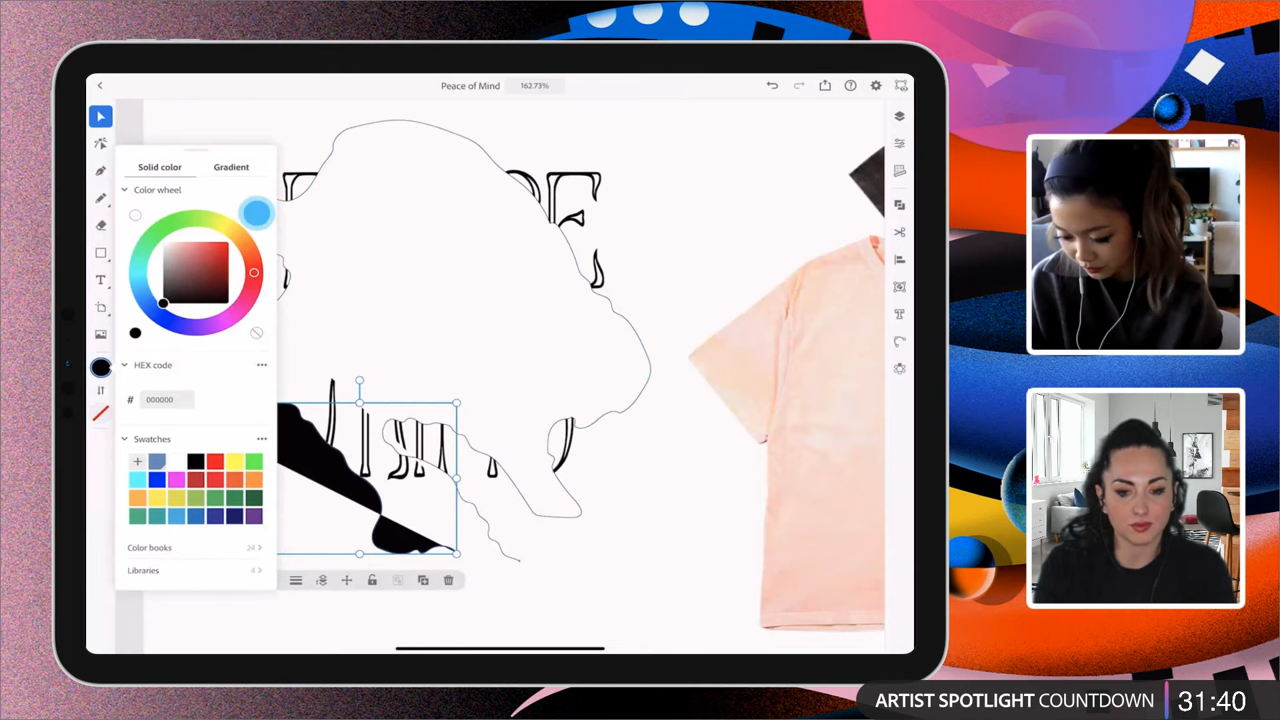 Peace of Mind
162.73%
Solid color
Gradient
Color wheel
HEX code
# 000000
Swatches
Color books
24
Libraries
4
ARTIST SPOTLIGHT COUNTDOWN
31:40